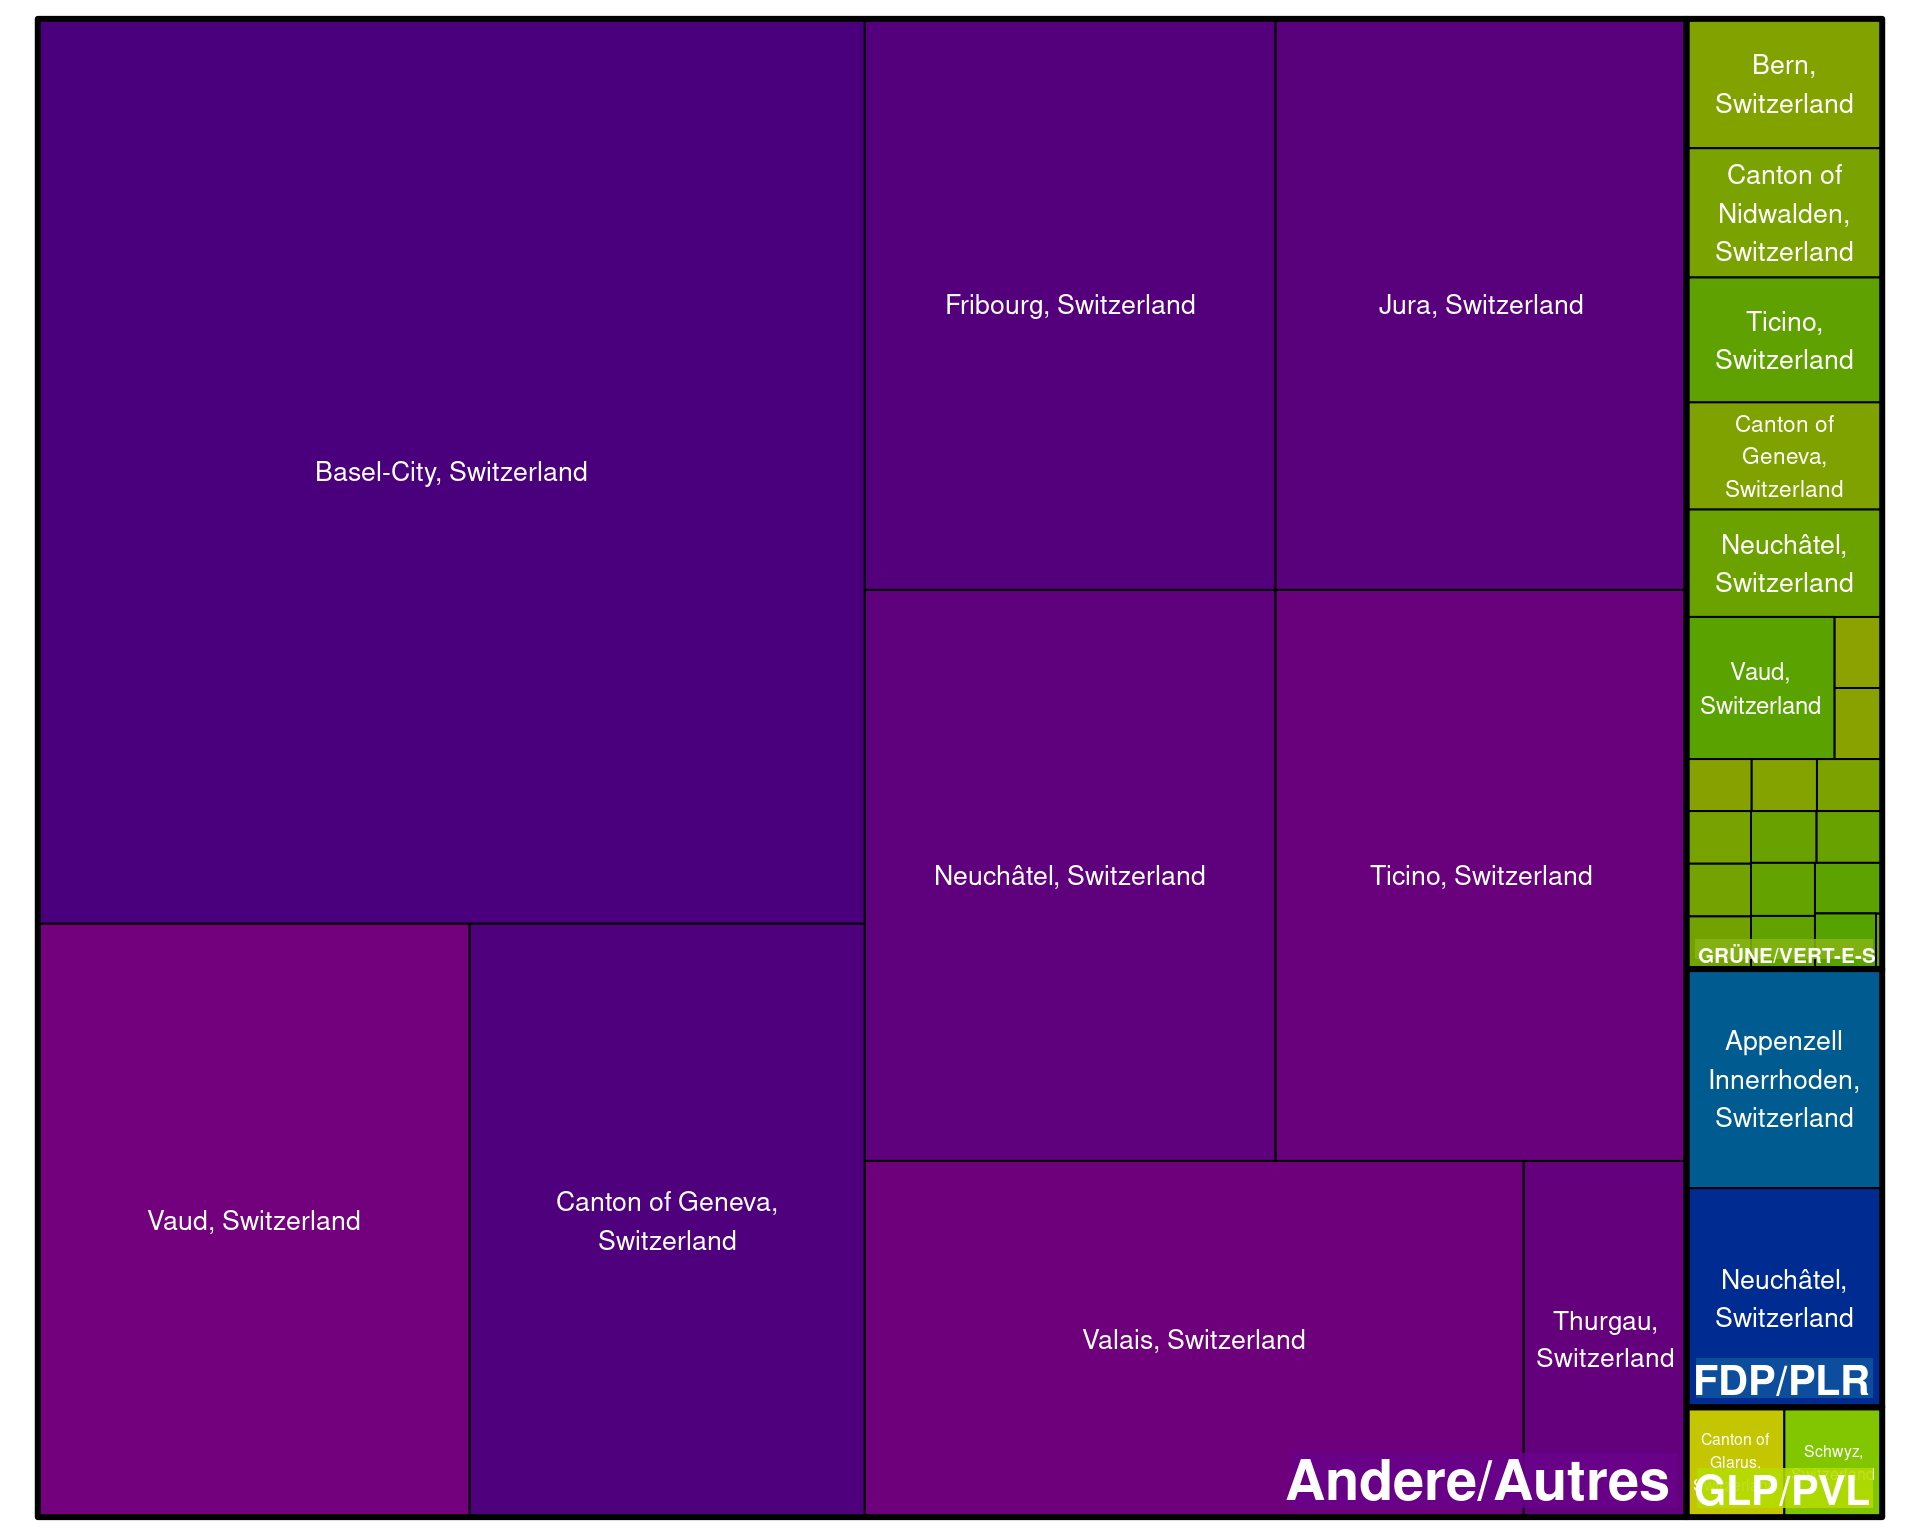 Basel-City, Switzerland
Fribourg, Switzerland
Jura, Switzerland
Neuchâtel, Switzerland
Ticino, Switzerland
Vaud, Switzerland
Canton of Geneva,
Switzerland
Valais, Switzerland
Thurgau,
Switzerland
Andere/Autres
Bern,
Switzerland
Canton of
Nidwalden,
Switzerland
Ticino,
Switzerland
Canton of
Geneva,
Switzerland
Neuchâtel,
Switzerland
Vaud,
Switzerland
GRÜNE/VERT-E-S
Appenzell
Innerrhoden,
Switzerland
Neuchâtel,
Switzerland
FDP/PLR
Canton of
Glarus,
Schwyz,
GLP/PVL